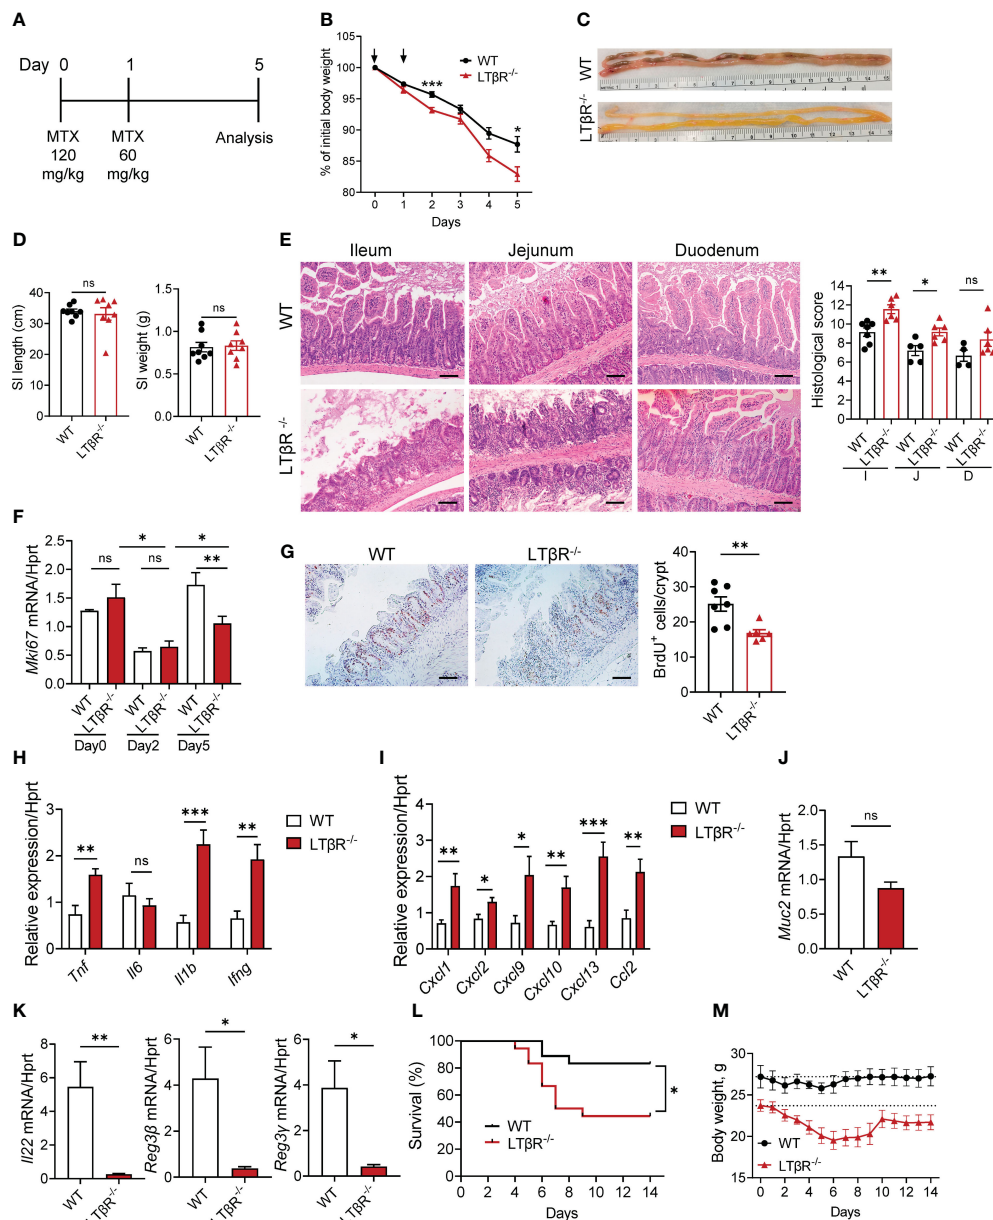 A
Day 0 1 5
MTX
120
mg/kg
MTX
60
mg/kg
Analysis
B
% of initial body weight
105
100
95
90
85
80
0 1 2 3 4 5
Days
WT
LTβR-/-
***
*
C
WT
LTβR-/-
D
SI length (cm)
60
40
20
0
ns
WT
LTβR-/-
SI weight (g)
1.5
1.0
0.5
0.0
ns
WT
LTβR-/-
E
Ileum Jejunum Duodenum
WT
LTβR -/-
Histological score
14
12
10
8
6
4
2
0
** * ns
WT
LTβR-/-
WT
LTβR-/-
WT
LTβR-/-
I J D
F
Mki67 mRNA/Hprt
2.5
2.0
1.5
1.0
0.5
0.0
* *
ns ns **
WT
LTβR-/-
WT
LTβR-/-
WT
LTβR-/-
Day0 Day2 Day5
G
WT LTβR-/-
BrdU+ cells/crypt
40
30
20
10
0
**
WT
LTβR-/-
H
Relative expression/Hprt
3
2
1
0
** ns *** **
WT
LTβR-/-
Tnf Il6 Il1b Ifng
I
Relative expression/Hprt
4
3
2
1
0
** * * ** *** **
WT
LTβR-/-
Cxcl1 Cxcl2 Cxcl9 Cxcl10 Cxcl13 Ccl2
J
Muc2 mRNA/Hprt
2.0
1.5
1.0
0.5
0.0
ns
WT
LTβR-/-
K
Il22 mRNA/Hprt
8
6
4
2
0
**
WT
LTβR-/-
Reg3β mRNA/Hprt
6
4
2
0
*
WT
LTβR-/-
Reg3γ mRNA/Hprt
6
4
2
0
*
WT
LTβR-/-
L
Survival (%)
100
80
60
40
20
0
WT
LTβR-/-
*
0 2 4 6 8 10 12 14
Days
M
Body weight, g
30
25
20
15
WT
LTβR-/-
0 2 4 6 8 10 12 14
Days